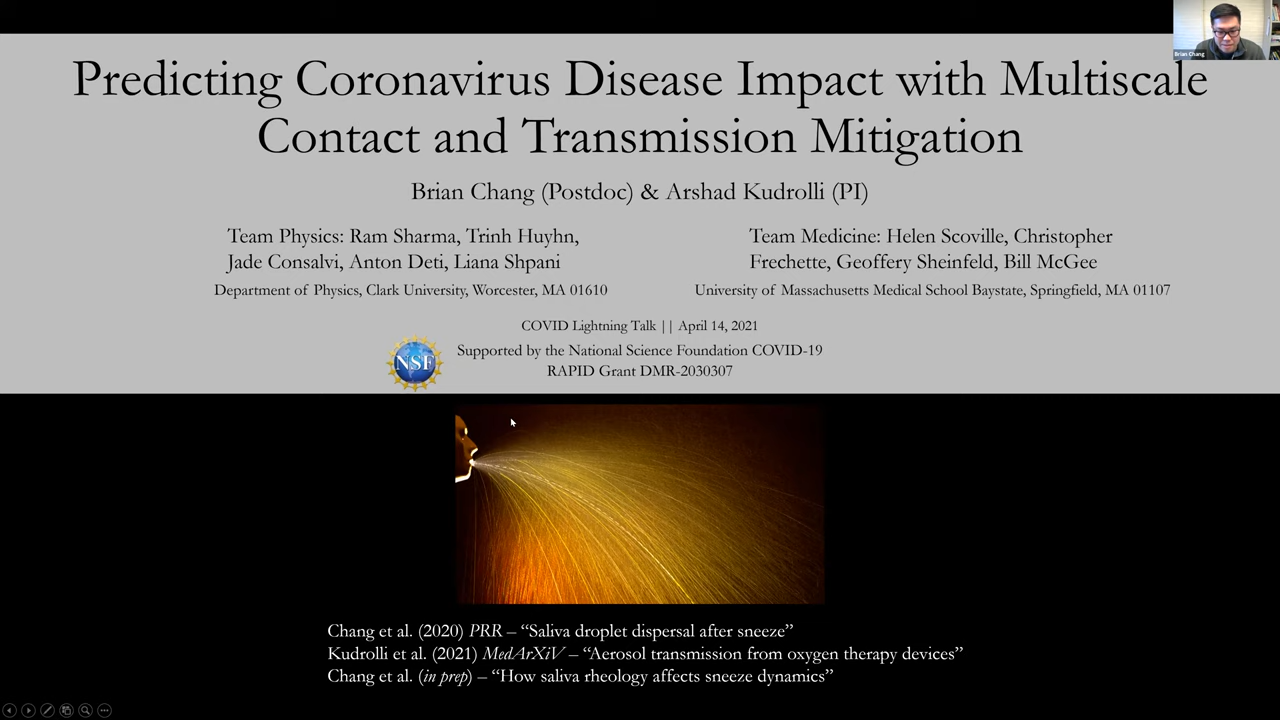 Brian Chang
Predicting Coronavirus Disease Impact with Multiscale
Contact and Transmission Mitigation
Brian Chang (Postdoc) & Arshad Kudrolli (PI)
Team Physics: Ram Sharma, Trinh Huyhn,
Jade Consalvi, Anton Deti, Liana Shpani
Department of Physics, Clark University, Worcester, MA 01610
Team Medicine: Helen Scoville, Christopher
Frechette, Geoffery Sheinfeld, Bill McGee
University of Massachusetts Medical School Baystate, Springfield, MA 01107
COVID Lightning Talk || April 14, 2021
NSF
Supported by the National Science Foundation COVID-19
RAPID Grant DMR-2030307
Chang et al. (2020) PRR – “Saliva droplet dispersal after sneeze”
Kudrolli et al. (2021) MedArXiV – “Aerosol transmission from oxygen therapy devices”
Chang et al. (in prep) – “How saliva rheology affects sneeze dynamics”